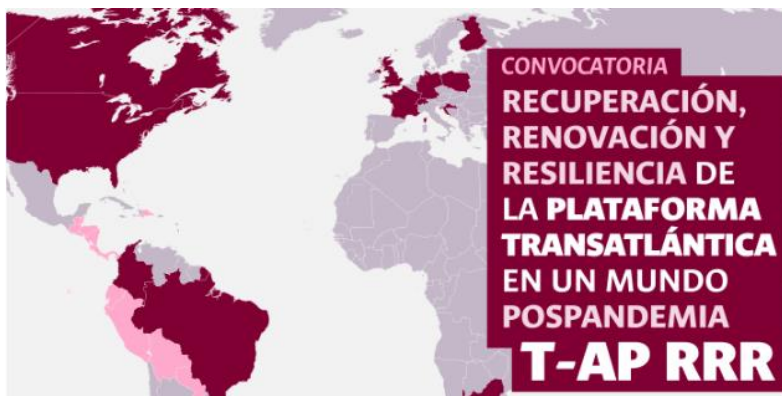 CONVOCATORIA
RECUPERACIÓN,
RENOVACIÓN Y
RESILIENCIA DE
LA PLATAFORMA
TRANSATLÁNTICA
EN UN MUNDO
POSPANDEMIA
T-AP RRR